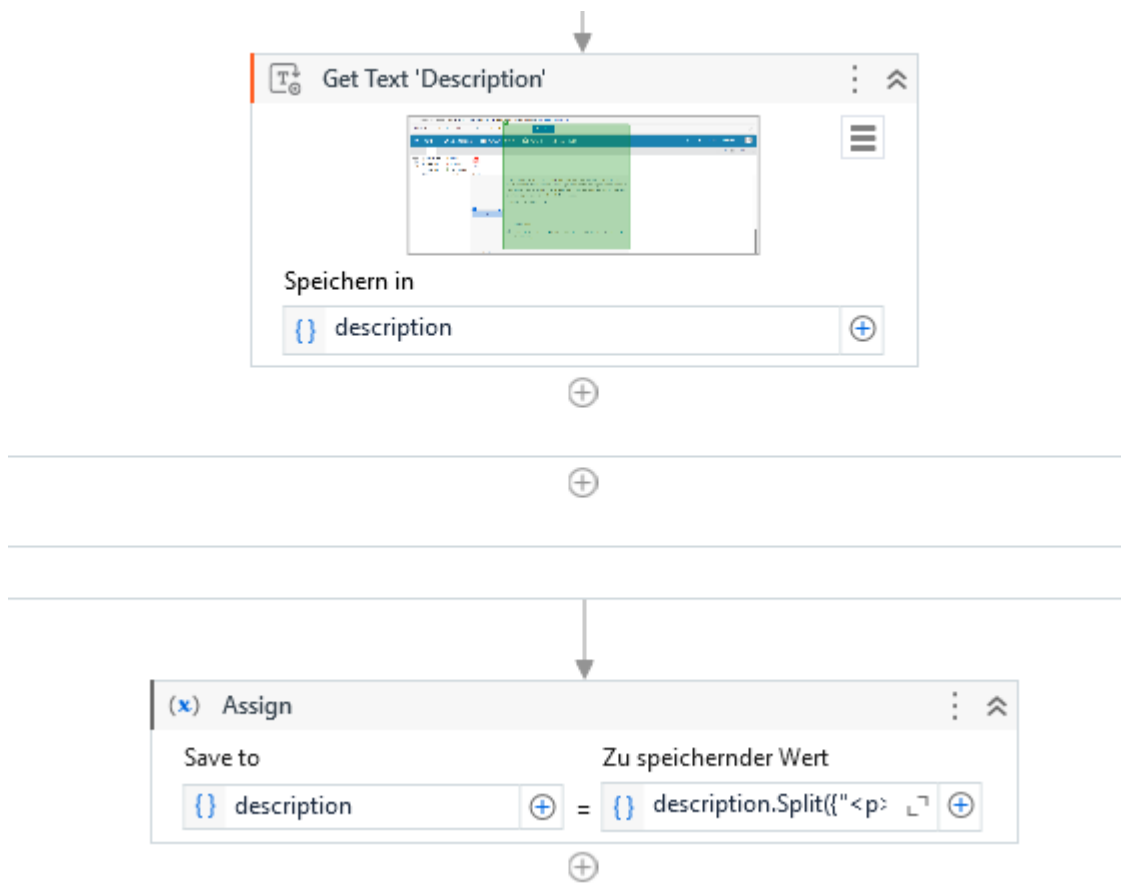 Get Text 'Description'
Speichern in
{} description
(x) Assign
Save to
Zu speichernder Wert
{} description
=
{} description.Split({"<p>